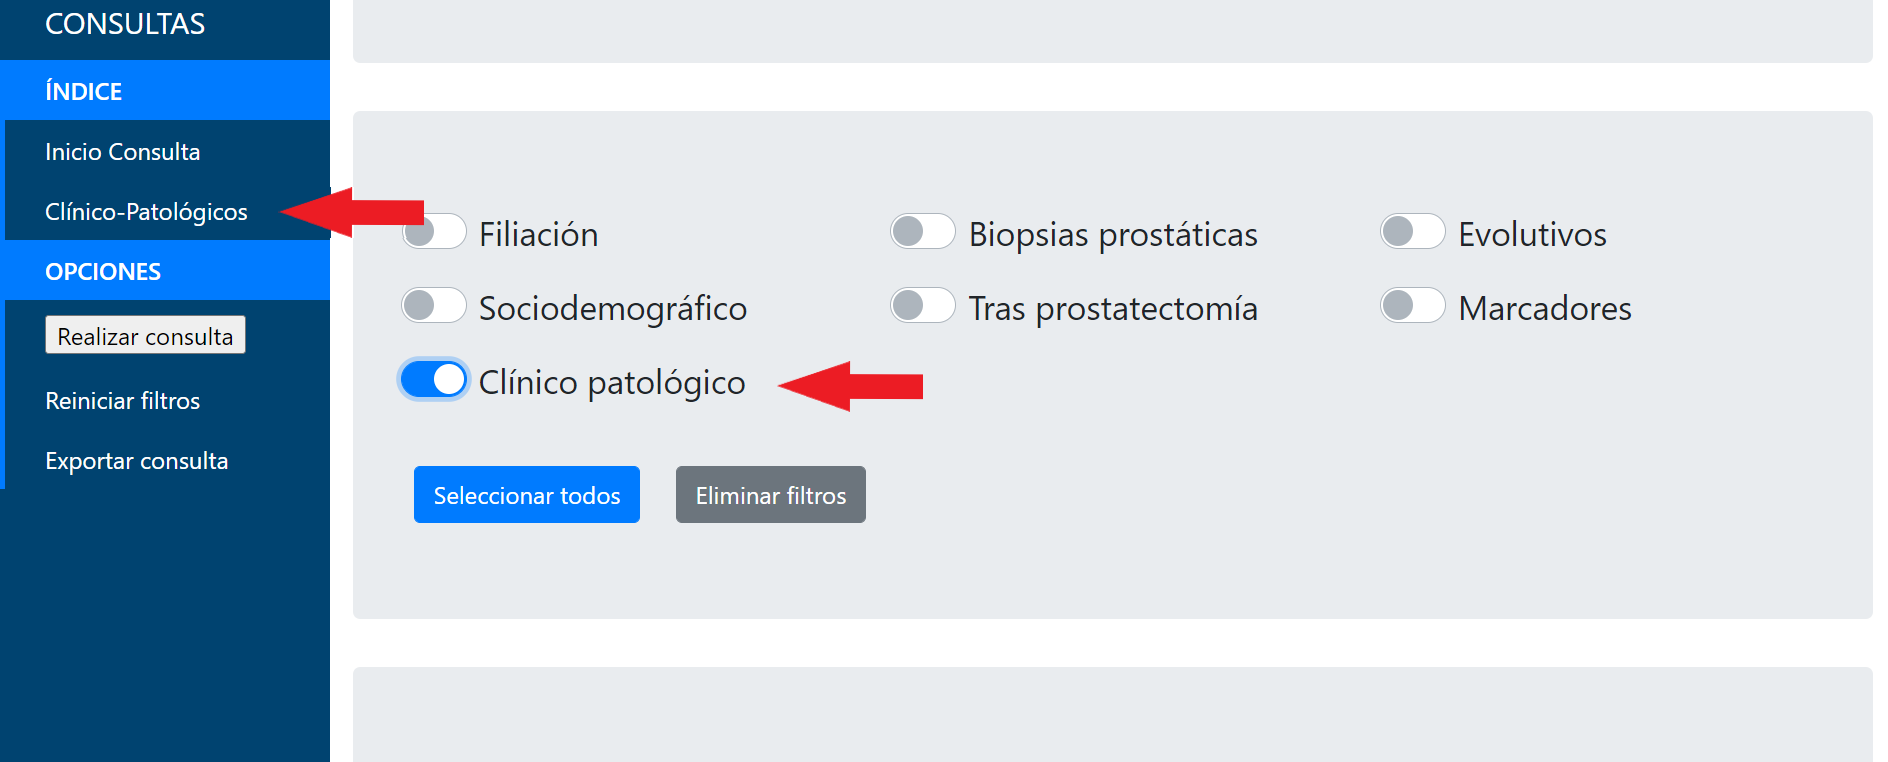 CONSULTAS
ÍNDICE
Inicio Consulta
Clínico-Patológicos
OPCIONES
Realizar consulta
Reiniciar filtros
Exportar consulta
Filiación
Biopsias prostáticas
Evolutivos
Sociodemográfico
Tras prostatectomía
Marcadores
Clínico patológico
Seleccionar todos
Eliminar filtros